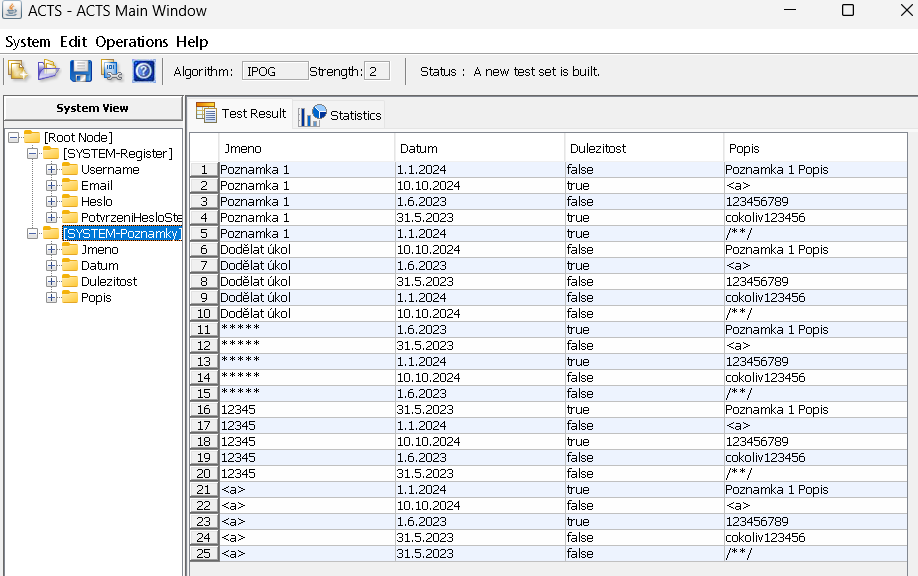 ACTS - ACTS Main Window
System Edit Operations Help
Algorithm: IPOG Strength: 2 Status : A new test set is built.
System View
[Root Node]
[SYSTEM-Register]
Username
Email
Heslo
PotvrzeniHesloSte
[SYSTEM-Poznamky]
Jmeno
Datum
Dulezitost
Popis
Test Result Statistics
Jmeno Datum Dulezitost Popis
1 Poznamka 1 1.1.2024 false Poznamka 1 Popis
2 Poznamka 1 10.10.2024 true <a>
3 Poznamka 1 1.6.2023 false 123456789
4 Poznamka 1 31.5.2023 true cokoliv123456
5 Poznamka 1 1.1.2024 true /**/
6 Dodělat úkol 10.10.2024 false Poznamka 1 Popis
7 Dodělat úkol 1.6.2023 true <a>
8 Dodělat úkol 31.5.2023 false 123456789
9 Dodělat úkol 1.1.2024 false cokoliv123456
10 Dodělat úkol 10.10.2024 true /**/
11 ***** 1.6.2023 true Poznamka 1 Popis
12 ***** 31.5.2023 false <a>
13 ***** 1.1.2024 true 123456789
14 ***** 10.10.2024 false cokoliv123456
15 ***** 1.6.2023 false /**/
16 12345 31.5.2023 true Poznamka 1 Popis
17 12345 1.1.2024 false <a>
18 12345 10.10.2024 true 123456789
19 12345 1.6.2023 false cokoliv123456
20 12345 31.5.2023 false /**/
21 <a> 1.1.2024 true Poznamka 1 Popis
22 <a> 10.10.2024 false <a>
23 <a> 1.6.2023 true 123456789
24 <a> 31.5.2023 false cokoliv123456
25 <a> 31.5.2023 false /**/